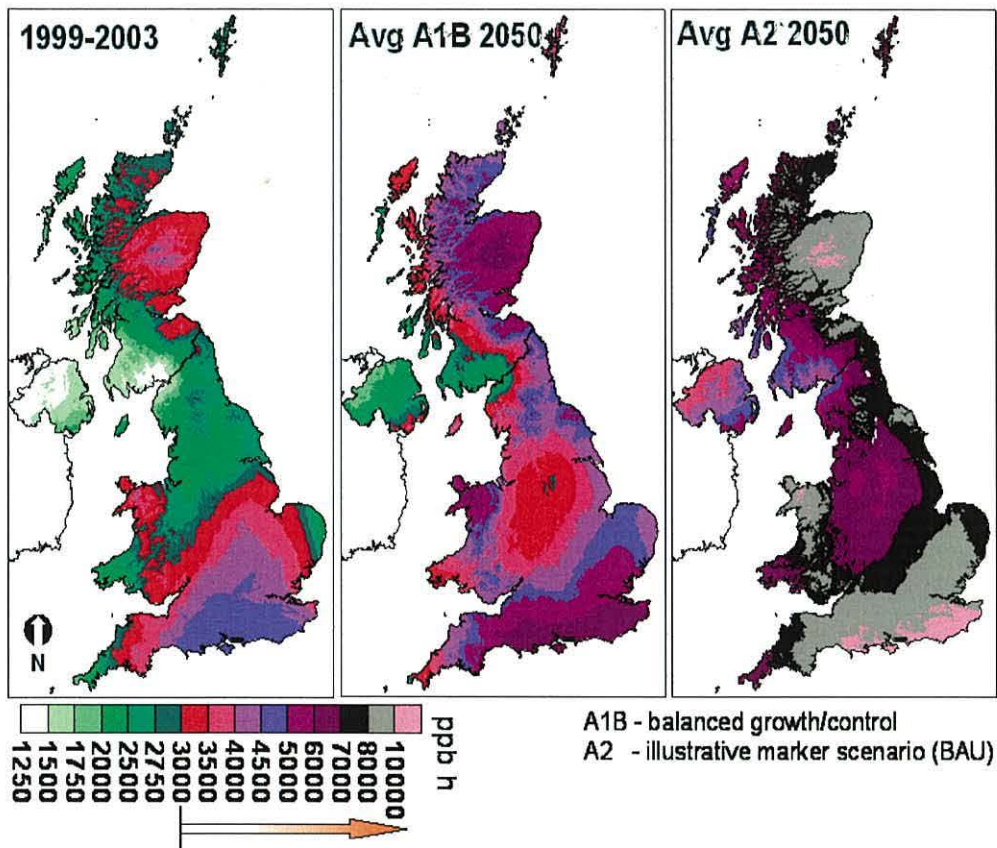 1999-2003
Avg A1B 2050
Avg A2 2050
N
1250
1500
1750
2000
2500
2750
3000
3500
4000
4500
5000
6000
7000
8000
10000
ppb h
A1B - balanced growth/control
A2 - illustrative marker scenario (BAU)